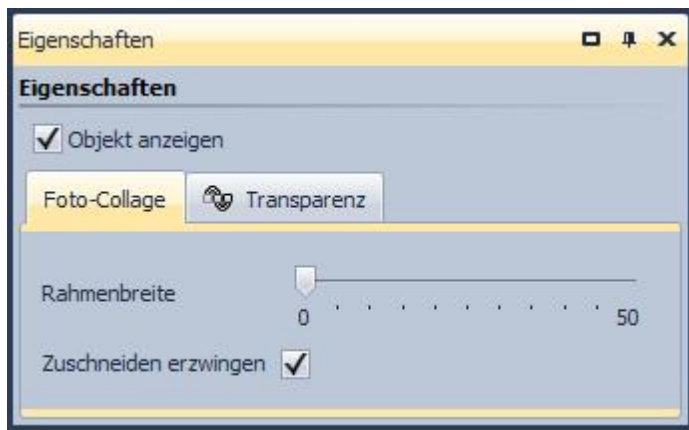 Eigenschaften
Eigenschaften
Objekt anzeigen
Foto-Collage Transparenz
Rahmenbreite
0 50
Zuschneiden erzwingen